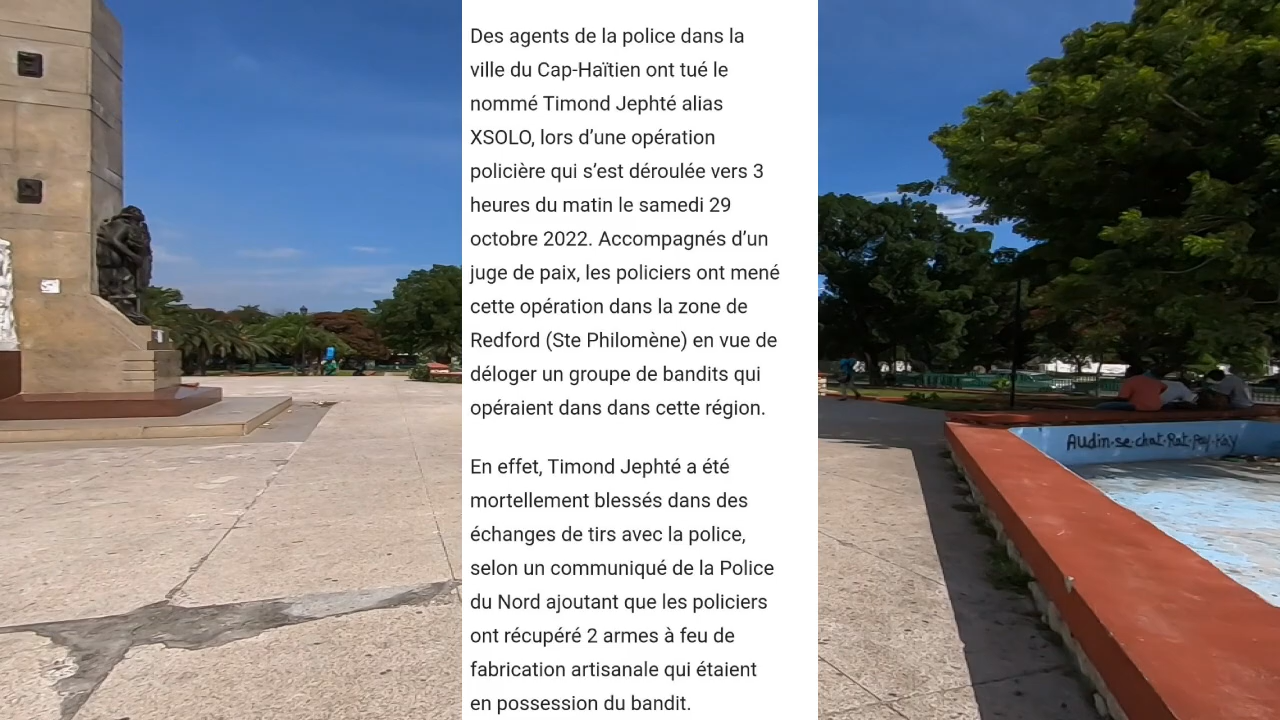 Des agents de la police dans la
ville du Cap-Haïtien ont tué le
nommé Timond Jephté alias
XSOLO, lors d’une opération
policière qui s’est déroulée vers 3
heures du matin le samedi 29
octobre 2022. Accompagnés d’un
juge de paix, les policiers ont mené
cette opération dans la zone de
Redford (Ste Philomène) en vue de
déloger un groupe de bandits qui
opéraient dans dans cette région.
En effet, Timond Jephté a été
mortellement blessés dans des
échanges de tirs avec la police,
selon un communiqué de la Police
du Nord ajoutant que les policiers
ont récupéré 2 armes à feu de
fabrication artisanale qui étaient
en possession du bandit.
Audin-se-chat-Rat-